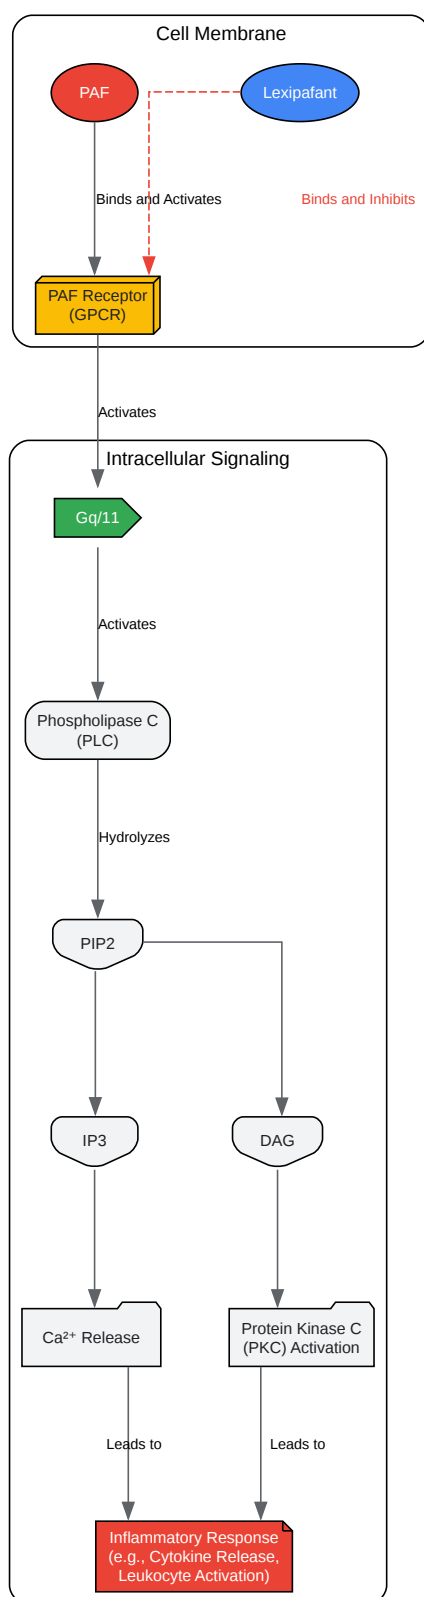 Cell Membrane
PAF
Lexipafant
Binds and Activates
Binds and Inhibits
PAF Receptor
(GPCR)
Activates
Intracellular Signaling
Gq/11
Activates
Phospholipase C
(PLC)
Hydrolyzes
PIP2
IP3
DAG
Ca²⁺ Release
Protein Kinase C
(PKC) Activation
Leads to
Leads to
Inflammatory Response
(e.g., Cytokine Release,
Leukocyte Activation)